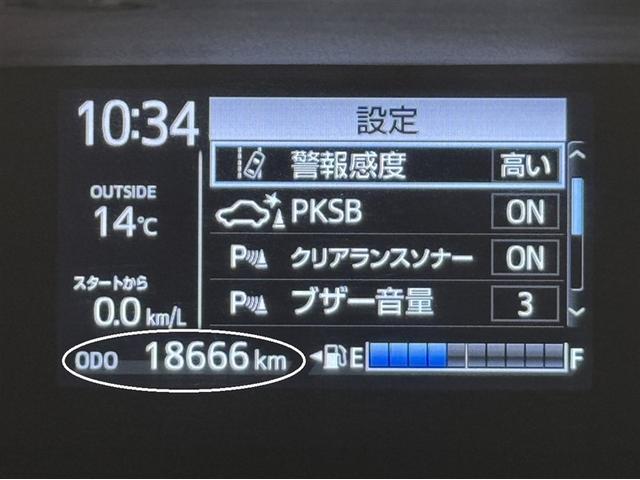 10:34
設定
警報感度 高い
OUTSIDE
14℃
PKSB ON
P クリアランスソナー ON
スタートから
0.0 km/L
P ブザー音量 3
ODO 18666 km
E F